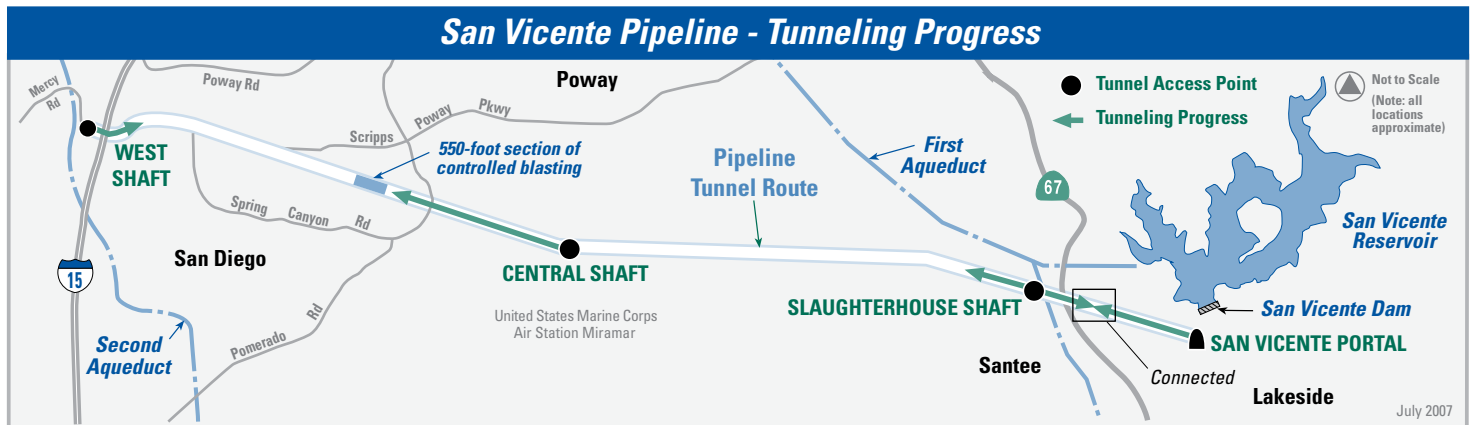 San Vicente Pipeline - Tunneling Progress
Mercy
Rd
Poway Rd
Poway
Tunnel Access Point
Tunneling Progress
Not to Scale
(Note: all
locations
approximate)
WEST
SHAFT
Scripps
Poway
Pkwy
550-foot section of
controlled blasting
Pipeline
Tunnel Route
First
Aqueduct
67
San Vicente
Reservoir
Spring
Canyon
Rd
San Diego
15
CENTRAL SHAFT
United States Marine Corps
Air Station Miramar
SLAUGHTERHOUSE SHAFT
San Vicente Dam
SAN VICENTE PORTAL
Second
Aqueduct
Pomerado
Rd
Santee
Connected
Lakeside
July 2007